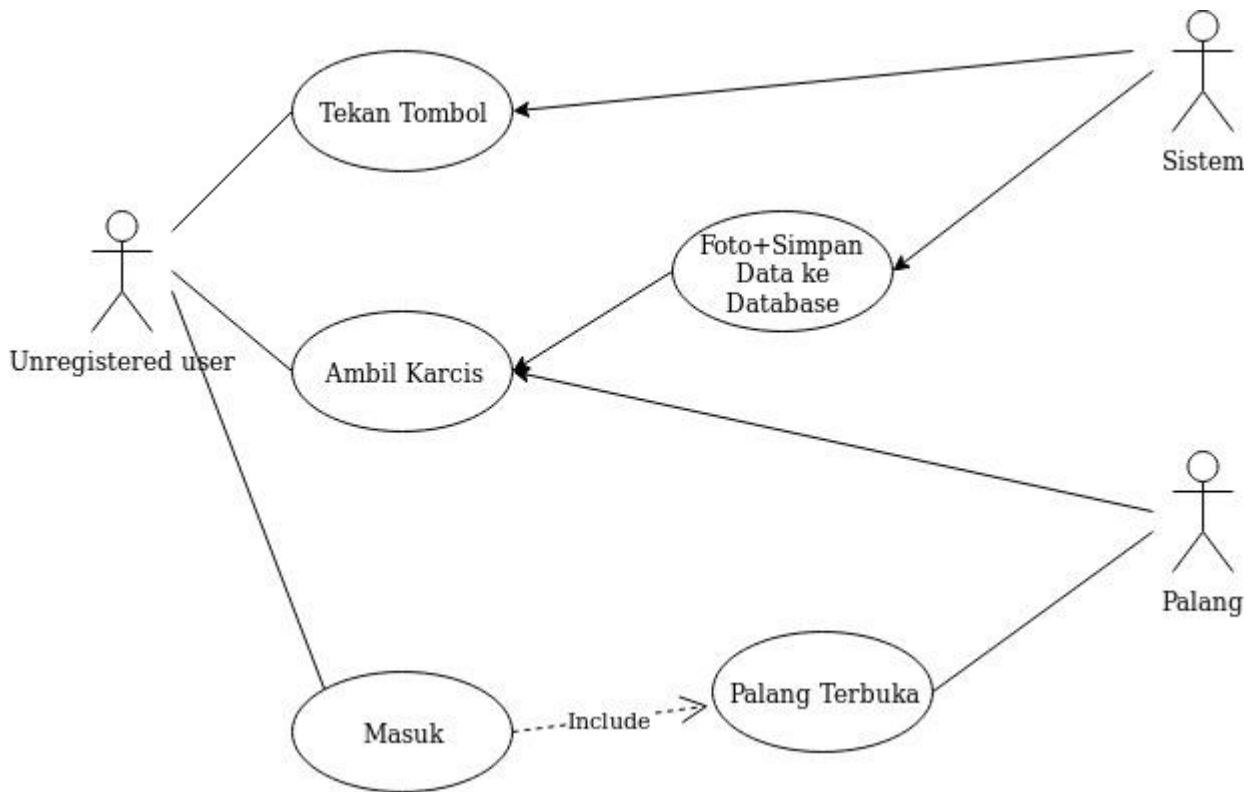 Tekan Tombol
Sistem
Foto+Simpan
Data ke
Database
Unregistered user
Ambil Karcis
Palang
Palang Terbuka
Include
Masuk